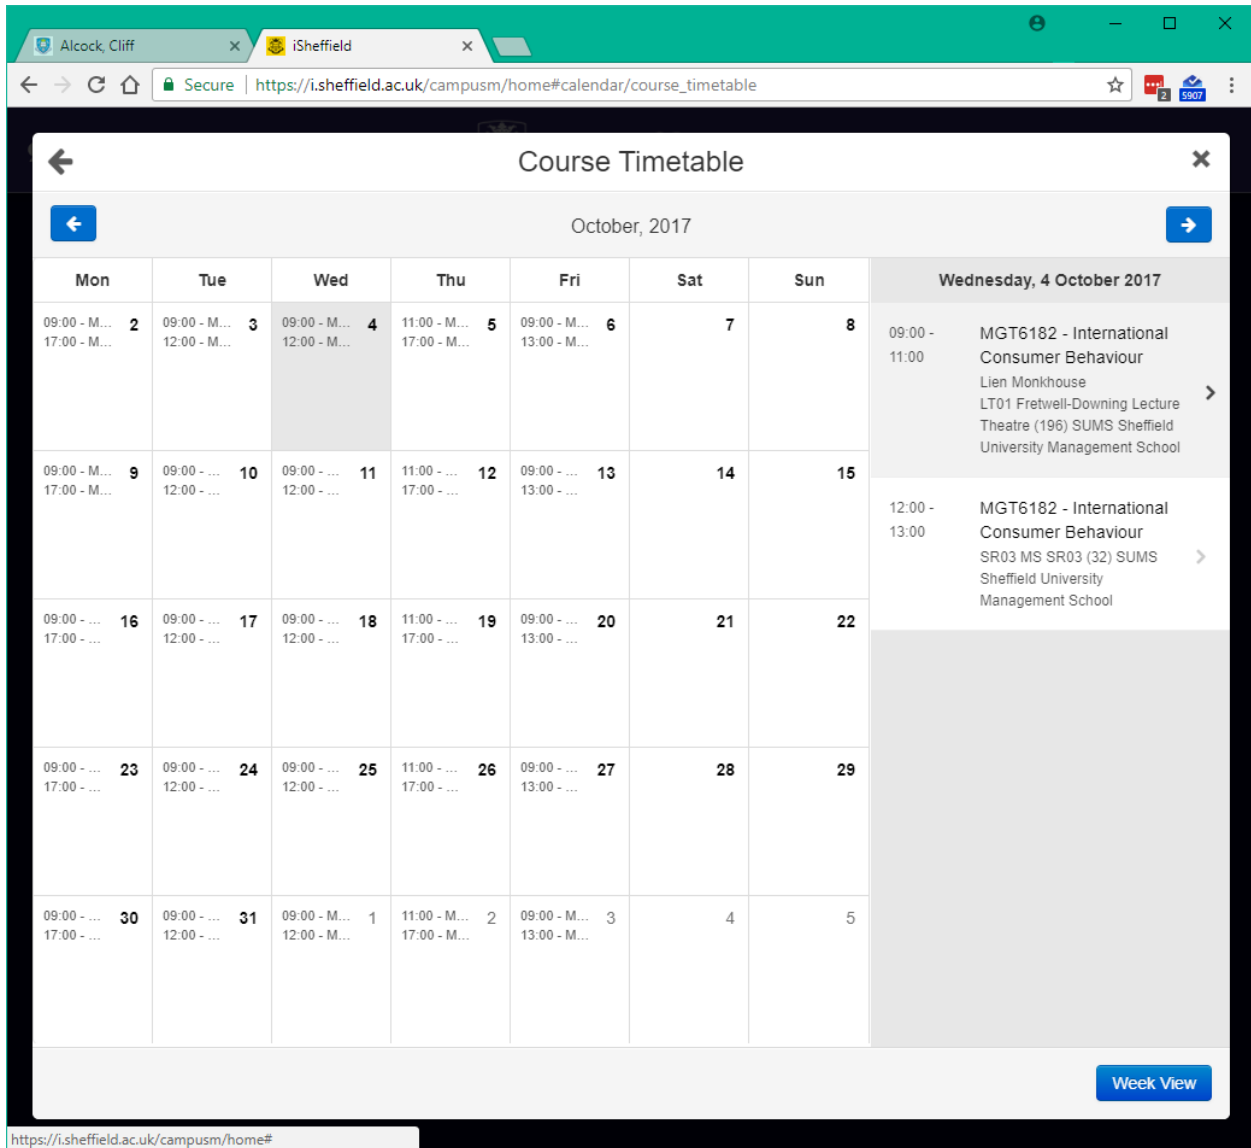 Alcock, Cliff
iSheffield
Secure
https://i.sheffield.ac.uk/campusm/home#calendar/course_timetable
2
5907
Course Timetable
October, 2017
Mon Tue Wed Thu Fri Sat Sun
09:00 - M... 2 09:00 - M... 3 09:00 - M... 4 11:00 - M... 5 09:00 - M... 6 7 8
17:00 - M... 12:00 - M... 12:00 - M... 17:00 - M... 13:00 - M...
09:00 - M... 9 09:00 - ... 10 09:00 - ... 11 11:00 - ... 12 09:00 - ... 13 14 15
17:00 - M... 12:00 - ... 12:00 - ... 17:00 - ... 13:00 - ...
09:00 - ... 16 09:00 - ... 17 09:00 - ... 18 11:00 - ... 19 09:00 - ... 20 21 22
17:00 - ... 12:00 - ... 12:00 - ... 17:00 - ... 13:00 - ...
09:00 - ... 23 09:00 - ... 24 09:00 - ... 25 11:00 - ... 26 09:00 - ... 27 28 29
17:00 - ... 12:00 - ... 12:00 - ... 17:00 - ... 13:00 - ...
09:00 - ... 30 09:00 - ... 31 09:00 - M... 1 11:00 - M... 2 09:00 - M... 3 4 5
17:00 - ... 12:00 - ... 12:00 - M... 17:00 - M... 13:00 - M...
Wednesday, 4 October 2017
09:00 -
11:00
MGT6182 - International
Consumer Behaviour
Lien Monkhouse
LT01 Fretwell-Downing Lecture
Theatre (196) SUMS Sheffield
University Management School
12:00 -
13:00
MGT6182 - International
Consumer Behaviour
SR03 MS SR03 (32) SUMS
Sheffield University
Management School
Week View
https://i.sheffield.ac.uk/campusm/home#